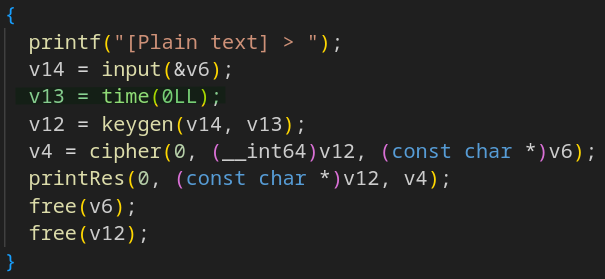 {
printf("[Plain text] > ");
v14 = input(&v6);
v13 = time(0LL);
v12 = keygen(v14, v13);
v4 = cipher(0, (__int64)v12, (const char *)v6);
printRes(0, (const char *)v12, v4);
free(v6);
free(v12);
}